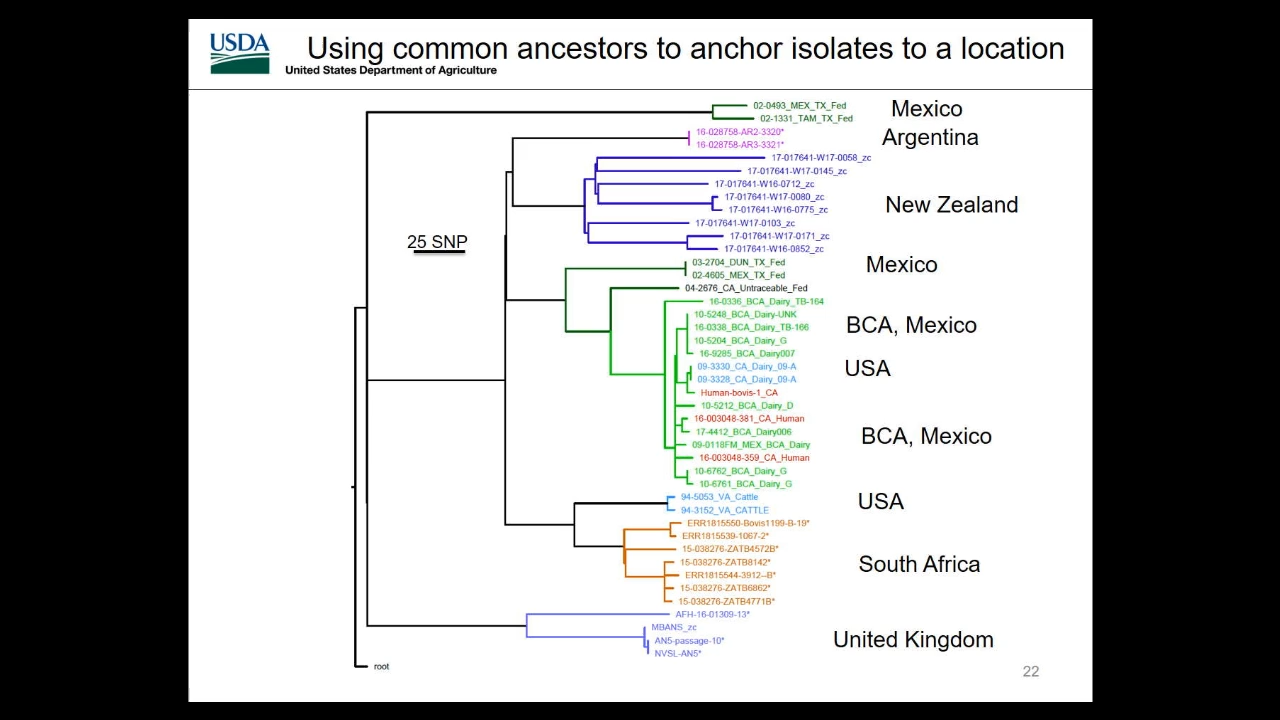 USDA
Using common ancestors to anchor isolates to a location
United States Department of Agriculture
02-0493_MEX_TX_Fed
Mexico
02-1331_TAM_TX_Fed
16-028758-AR2-3320*
Argentina
16-028758-AR3-3321*
17-017641-W17-0058_zc
17-017641-W17-0145_zc
17-017641-W16-0712_zc
17-017641-W17-0080_zc
New Zealand
17-017641-W16-0775_zc
17-017641-W17-0103_zc
17-017641-W17-0171_zc
25 SNP
17-017641-W16-0852_zc
03-2704_DUN_TX_Fed
Mexico
02-4605_MEX_TX_Fed
04-2676_CA_Untraceable_Fed
16-0336_BCA_Dairy_TB-164
10-5248_BCA_Dairy-UNK
16-0338_BCA_Dairy_TB-166
BCA, Mexico
10-5204_BCA_Dairy_G
16-9285_BCA_Dairy007
09-3330_CA_Dairy_09-A
USA
09-3328_CA_Dairy_09-A
Human-bovis-1_CA
10-5212_BCA_Dairy_D
16-003048-381_CA_Human
17-4412_BCA_Dairy006
BCA, Mexico
09-0118FM_MEX_BCA_Dairy
16-003048-359_CA_Human
10-6762_BCA_Dairy_G
10-6761_BCA_Dairy_G
94-5053_VA_Cattle
USA
94-3152_VA_CATTLE
ERR1815550-Bovis1199-B-19*
ERR1815539-1067-2*
15-038276-ZATB4572B*
15-038276-ZATB8142*
South Africa
ERR1815544-3912--B*
15-038276-ZATB6862*
15-038276-ZATB4771B*
AFH-16-01309-13*
MBANS_zc
AN5-passage-10*
United Kingdom
NVSL-AN5*
root
22